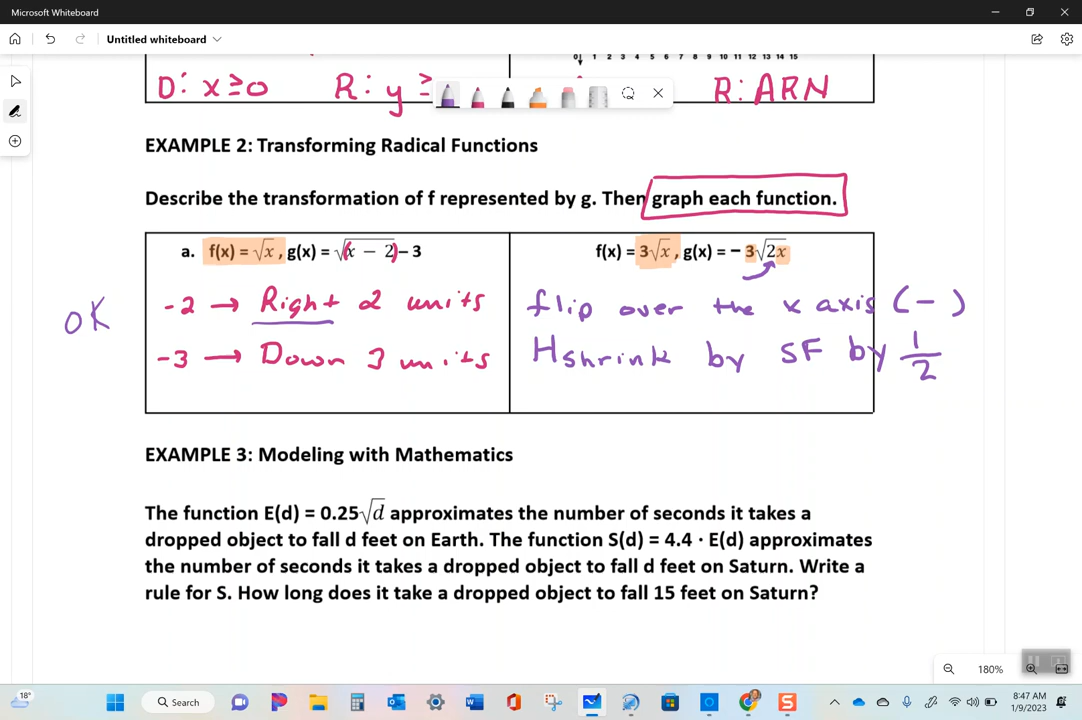 Microsoft Whiteboard
Untitled whiteboard
0 1 2 3 4 5 6 7 8 9 10 11 12 13 14 15
D: x ≥ 0 R: y ≥ R: ARN
EXAMPLE 2: Transforming Radical Functions
Describe the transformation of f represented by g. Then graph each function.
a. f(x) = √x , g(x) = √(x − 2) − 3
f(x) = 3√x , g(x) = − 3√2x
-2 → Right 2 units
-3 → Down 3 units
OK
flip over the x axis (-)
Hshrink by SF by 1/2
EXAMPLE 3: Modeling with Mathematics
The function E(d) = 0.25√d approximates the number of seconds it takes a
dropped object to fall d feet on Earth. The function S(d) = 4.4 · E(d) approximates
the number of seconds it takes a dropped object to fall d feet on Saturn. Write a
rule for S. How long does it take a dropped object to fall 15 feet on Saturn?
180%
18°
Search
8:47 AM
1/9/2023